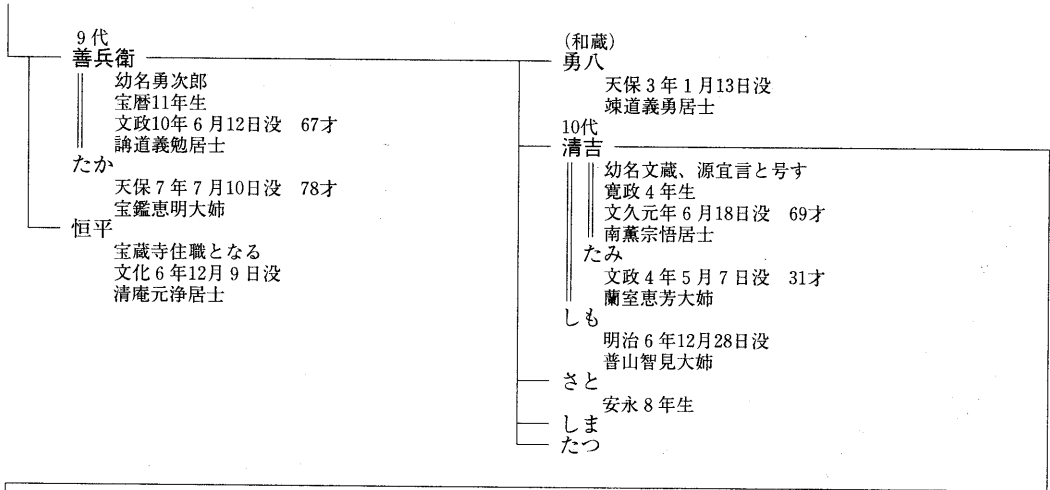 9代
善兵衛
幼名勇次郎
宝暦11年生
文政10年6月12日没 67才
譎道義勉居士
たか
天保7年7月10日没 78才
宝鑑恵明大姉
恒平
宝蔵寺住職となる
文化6年12月9日没
清庵元浄居士
(和蔵)
勇八
天保3年1月13日没
竦道義勇居士
10代
清吉
幼名文蔵、源宜言と号す
寛政4年生
文久元年6月18日没 69才
南薫宗悟居士
たみ
文政4年5月7日没 31才
蘭室恵芳大姉
しも
明治6年12月28日没
普山智見大姉
さと
安永8年生
しま
たつ